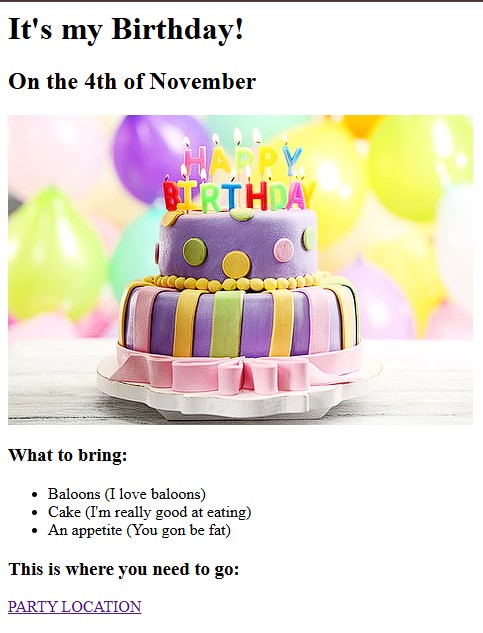 It's my Birthday!
On the 4th of November
HAPPY
BIRTHDAY
What to bring:
Baloons (I love baloons)
Cake (I'm really good at eating)
An appetite (You gon be fat)
This is where you need to go:
PARTY LOCATION